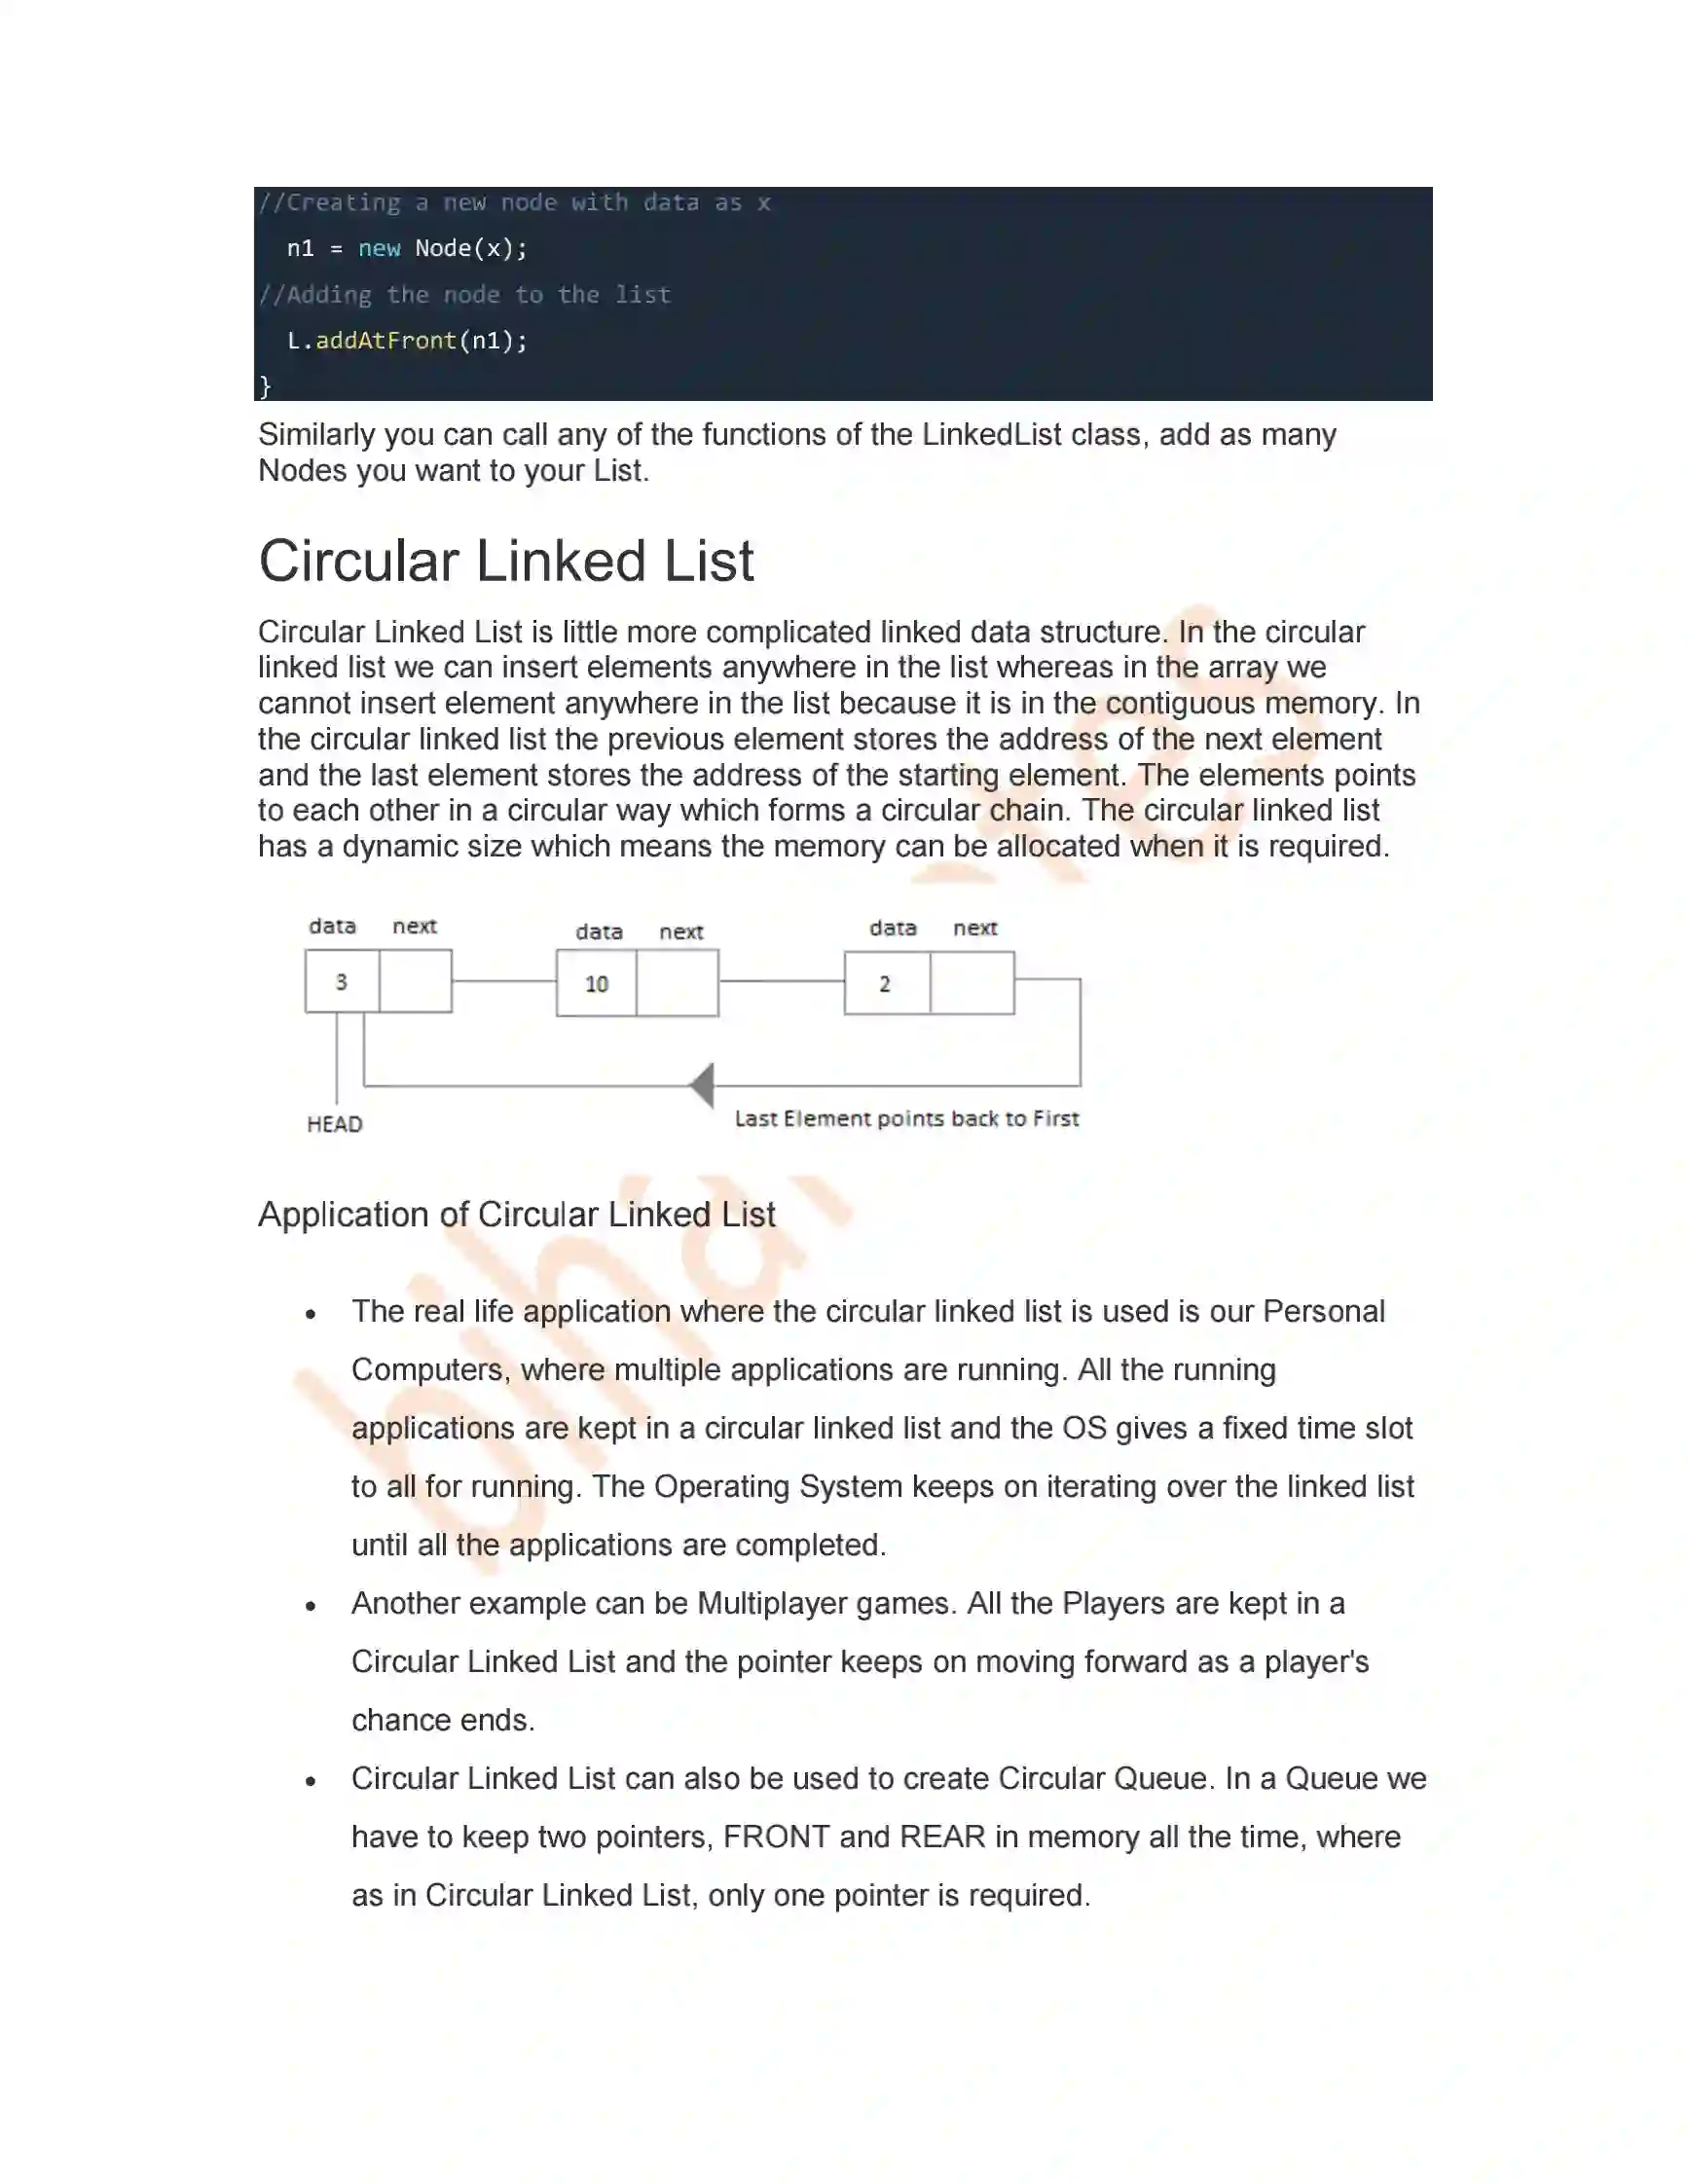 //Creating a new node with data as x
n1 = new Node(x);
//Adding the node to the list
L.addAtFront(n1);
}
Similarly you can call any of the functions of the LinkedList class, add as many
Nodes you want to your List.
Circular Linked List
Circular Linked List is little more complicated linked data structure. In the circular
linked list we can insert elements anywhere in the list whereas in the array we
cannot insert element anywhere in the list because it is in the contiguous memory. In
the circular linked list the previous element stores the address of the next element
and the last element stores the address of the starting element. The elements points
to each other in a circular way which forms a circular chain. The circular linked list
has a dynamic size which means the memory can be allocated when it is required.
data next data next data next
3 10 2
HEAD Last Element points back to First
Application of Circular Linked List
• The real life application where the circular linked list is used is our Personal
Computers, where multiple applications are running. All the running
applications are kept in a circular linked list and the OS gives a fixed time slot
to all for running. The Operating System keeps on iterating over the linked list
until all the applications are completed.
• Another example can be Multiplayer games. All the Players are kept in a
Circular Linked List and the pointer keeps on moving forward as a player's
chance ends.
• Circular Linked List can also be used to create Circular Queue. In a Queue we
have to keep two pointers, FRONT and REAR in memory all the time, where
as in Circular Linked List, only one pointer is required.